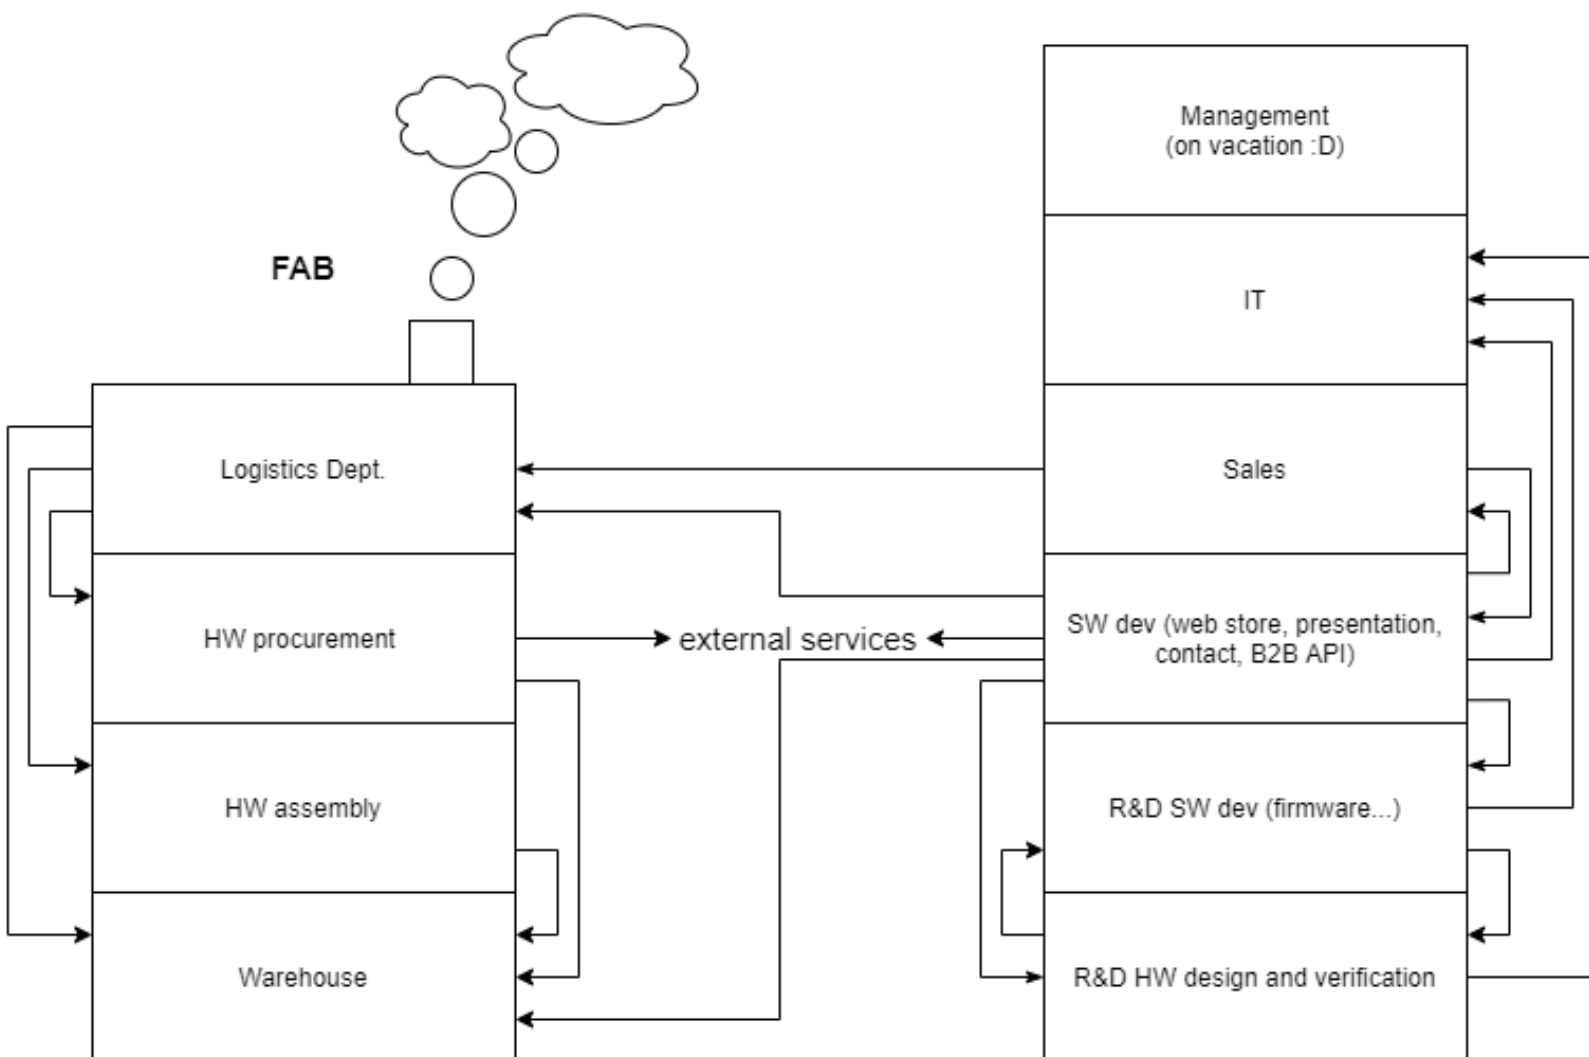 Management
(on vacation :D)
FAB
IT
Logistics Dept.
Sales
HW procurement
external services
SW dev (web store, presentation,
contact, B2B API)
HW assembly
R&D SW dev (firmware...)
Warehouse
R&D HW design and verification